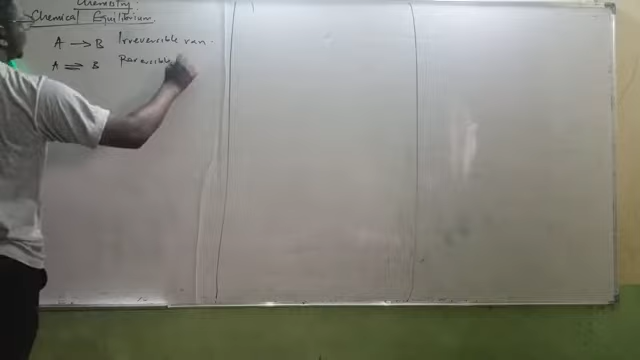 Chemistry:
Chemical Equilibrium.
A → B Irreversible rxn.
A ⇌ B Reversible